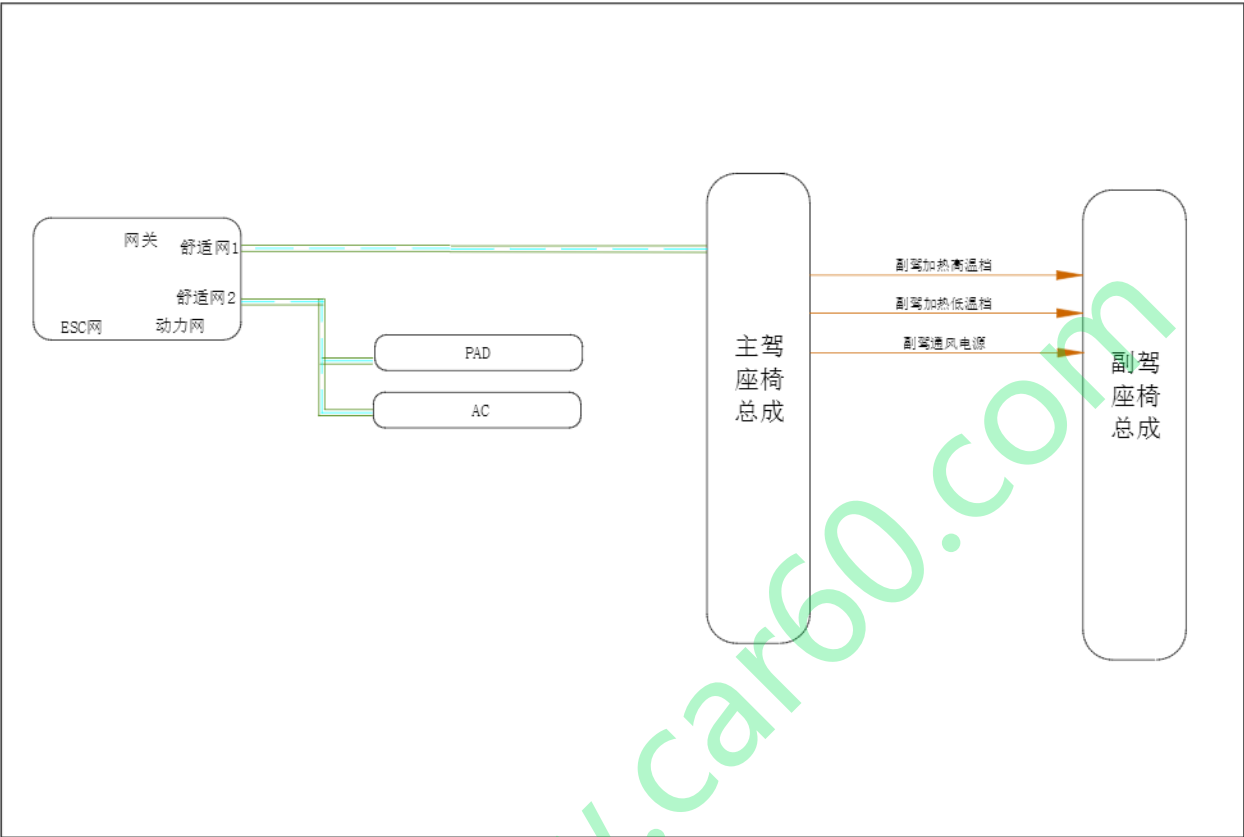 网关
舒适网1
舒适网2
ESC网
动力网
PAD
AC
主驾
座椅
总成
副驾加热高温档
副驾加热低温档
副驾通风电源
副驾
座椅
总成
w.car60.com